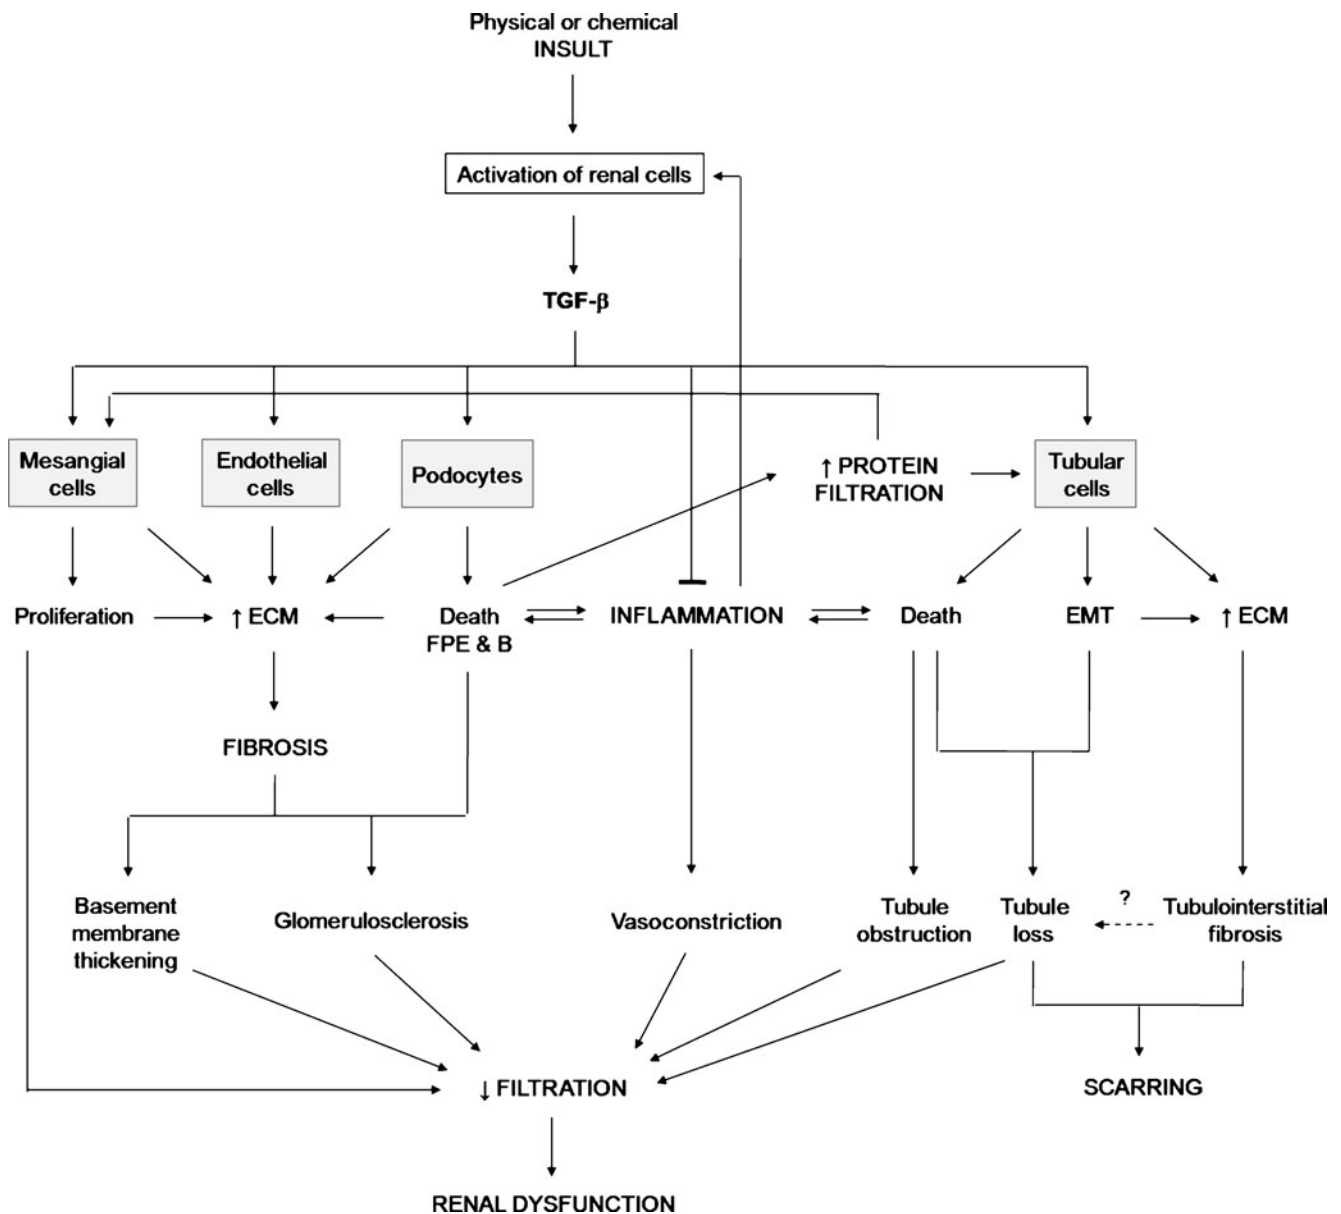 Physical or chemical
INSULT
Activation of renal cells
TGF-β
Mesangial
cells
Endothelial
cells
Podocytes
↑ PROTEIN
FILTRATION
Tubular
cells
Proliferation
↑ ECM
Death
FPE & B
INFLAMMATION
Death
EMT
↑ ECM
FIBROSIS
Basement
membrane
thickening
Glomerulosclerosis
Vasoconstriction
Tubule
obstruction
Tubule
loss
?
Tubulointerstitial
fibrosis
↓ FILTRATION
SCARRING
RENAL DYSFUNCTION